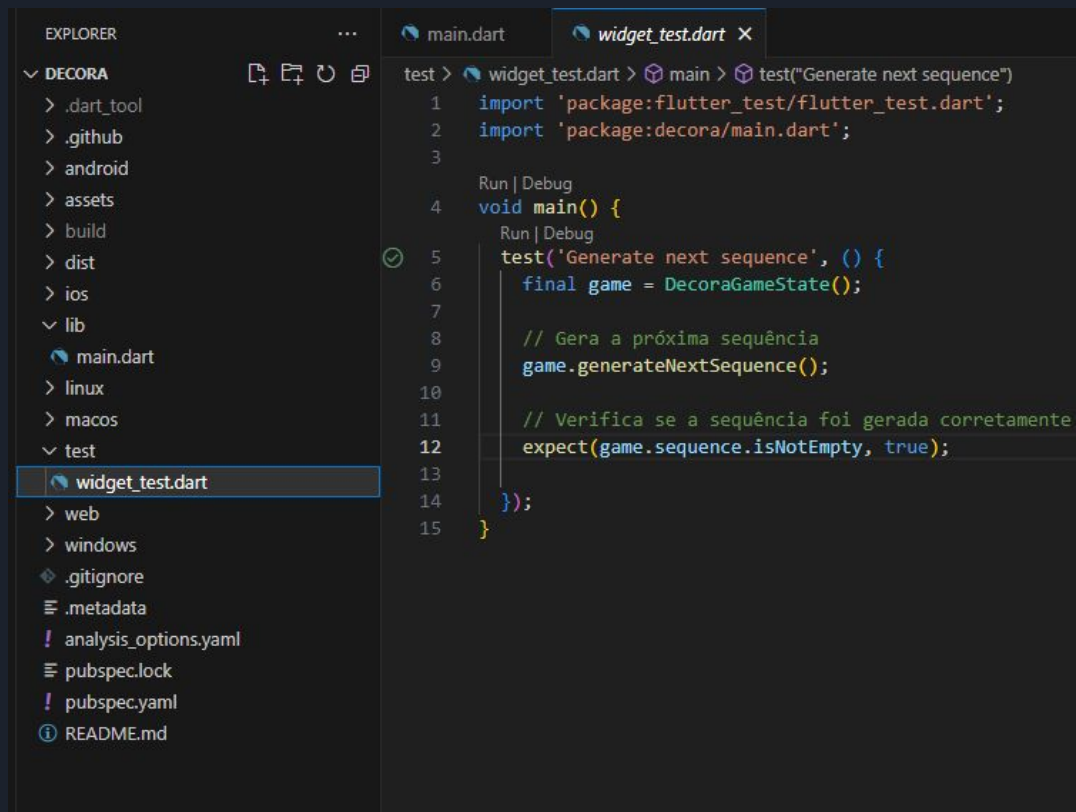 EXPLORER
DECORA
.dart_tool
.github
android
assets
build
dist
ios
lib
main.dart
linux
macos
test
widget_test.dart
web
windows
.gitignore
.metadata
analysis_options.yaml
pubspec.lock
pubspec.yaml
README.md
main.dart widget_test.dart
test > widget_test.dart > main > test("Generate next sequence")
1 import 'package:flutter_test/flutter_test.dart';
2 import 'package:decora/main.dart';
3
Run | Debug
4 void main() {
Run | Debug
5 test('Generate next sequence', () {
6 final game = DecoraGameState();
7
8 // Gera a próxima sequência
9 game.generateNextSequence();
10
11 // Verifica se a sequência foi gerada corretamente
12 expect(game.sequence.isNotEmpty, true);
13
14 });
15 }